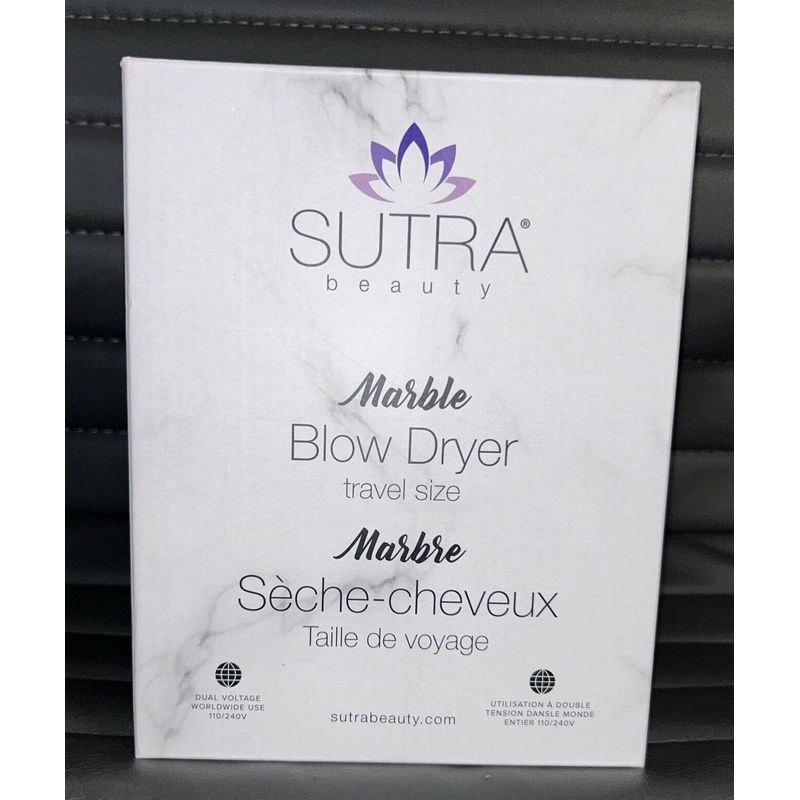 SUTRA®
beauty
Marble
Blow Dryer
travel size
Marbre
Sèche-cheveux
Taille de voyage
DUAL VOLTAGE
WORLDWIDE USE
110/240V
sutrabeauty.com
UTILISATION À DOUBLE
TENSION DANSLE MONDE
ENTIER 110/240V